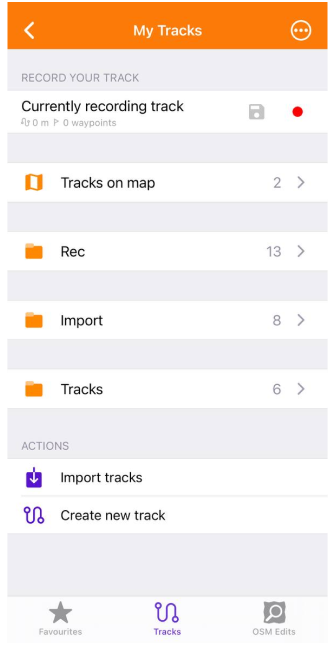 My Tracks
RECORD YOUR TRACK
Currently recording track
0 m 0 waypoints
Tracks on map 2
Rec 13
Import 8
Tracks 6
ACTIONS
Import tracks
Create new track
Favourites Tracks OSM Edits